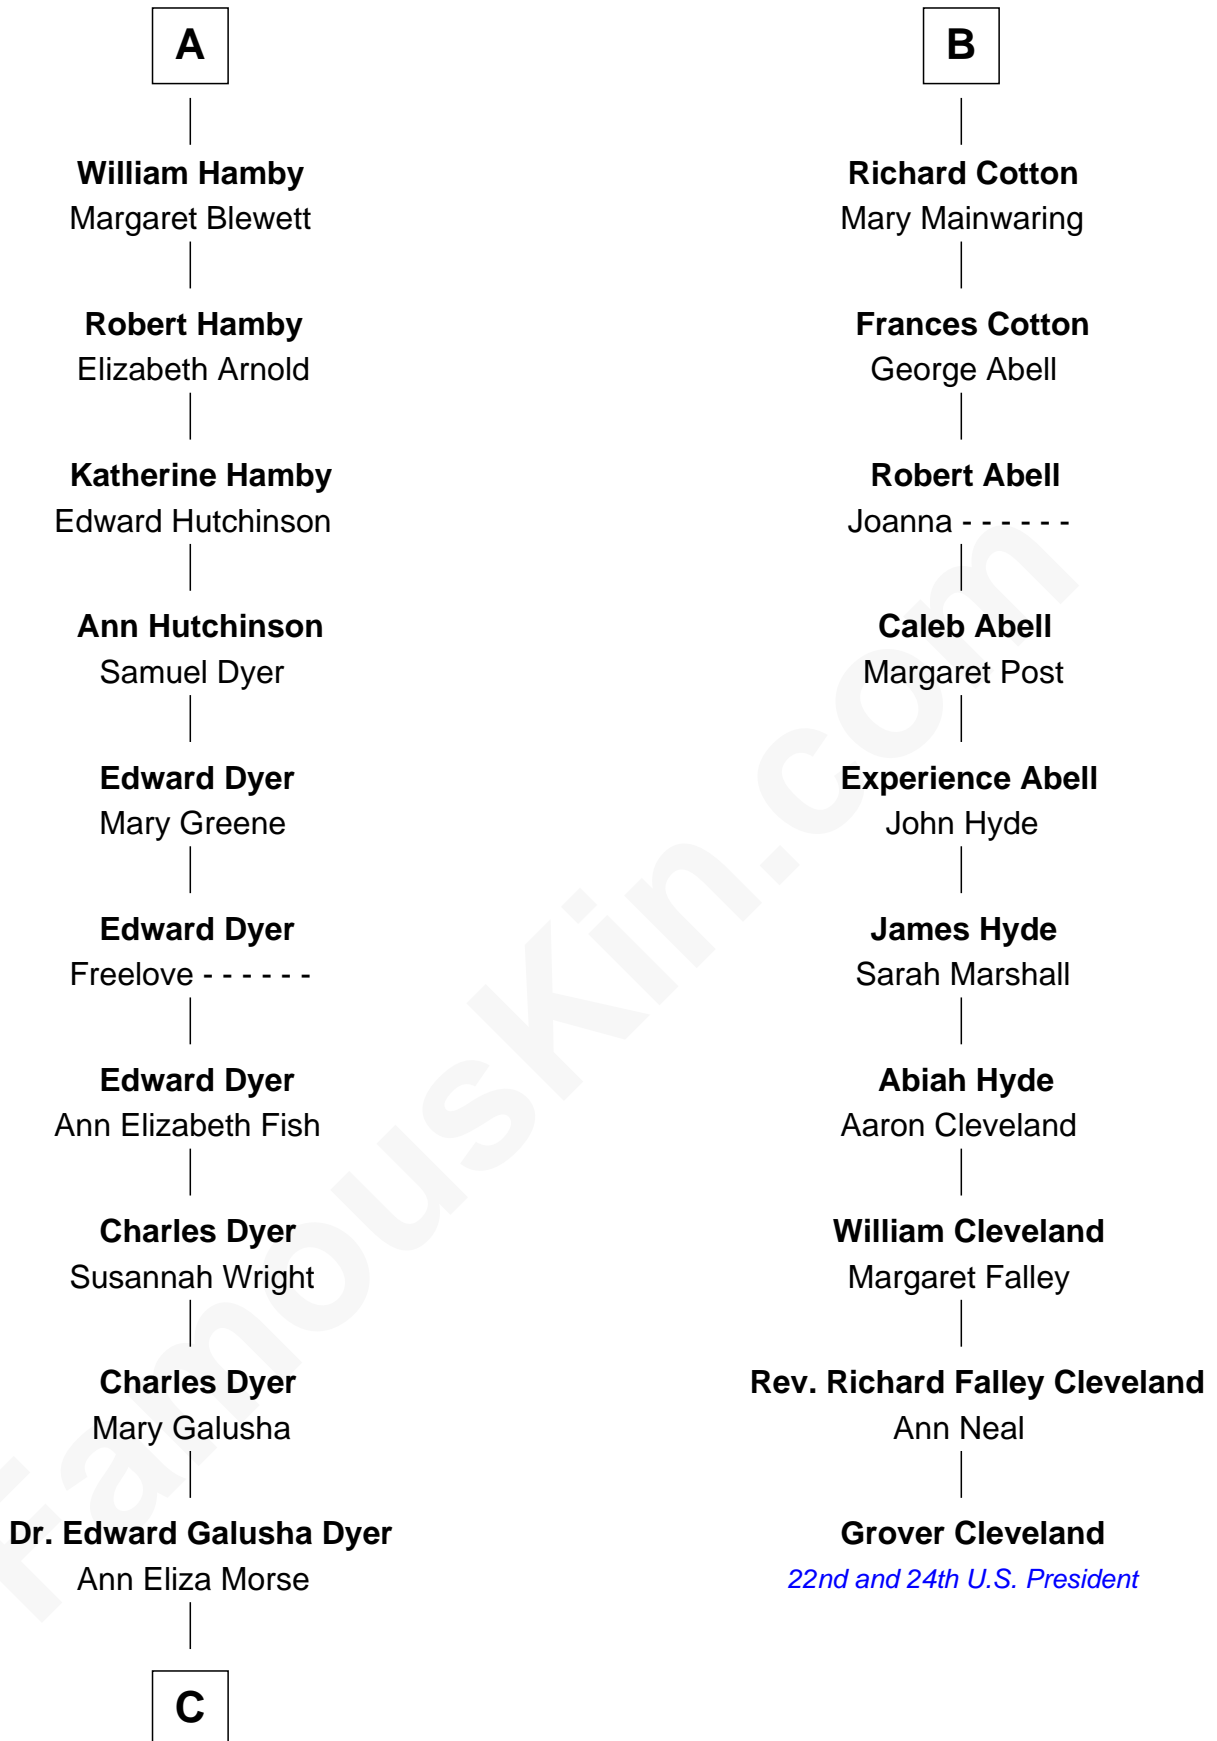 A
William Hamby
Margaret Blewett
Robert Hamby
Elizabeth Arnold
Katherine Hamby
Edward Hutchinson
Ann Hutchinson
Samuel Dyer
Edward Dyer
Mary Greene
Edward Dyer
Freelove - - - - - -
Edward Dyer
Ann Elizabeth Fish
Charles Dyer
Susannah Wright
Charles Dyer
Mary Galusha
Dr. Edward Galusha Dyer
Ann Eliza Morse
C
B
Richard Cotton
Mary Mainwaring
Frances Cotton
George Abell
Robert Abell
Joanna - - - - - -
Caleb Abell
Margaret Post
Experience Abell
John Hyde
James Hyde
Sarah Marshall
Abiah Hyde
Aaron Cleveland
William Cleveland
Margaret Falley
Rev. Richard Falley Cleveland
Ann Neal
Grover Cleveland
22nd and 24th U.S. President
FamousKin.com